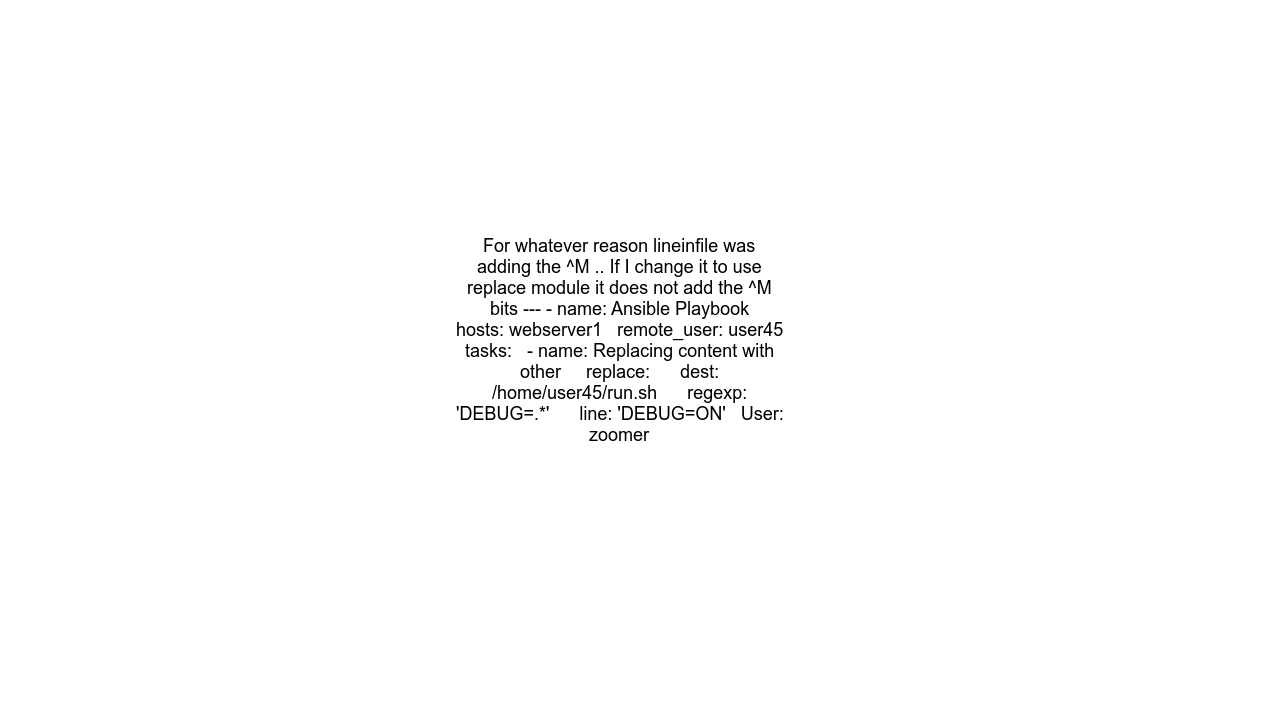 For whatever reason lineinfile was
adding the ^M .. If I change it to use
replace module it does not add the ^M
bits --- - name: Ansible Playbook
hosts: webserver1   remote_user: user45
tasks:   - name: Replacing content with
other     replace:      dest:
/home/user45/run.sh      regexp:
'DEBUG=.*'      line: 'DEBUG=ON'   User:
zoomer